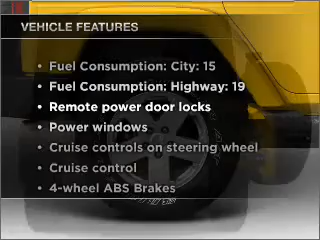 VEHICLE FEATURES
• Fuel Consumption: City: 15
• Fuel Consumption: Highway: 19
• Remote power door locks
• Power windows
• Cruise controls on steering wheel
• Cruise control
• 4-wheel ABS Brakes